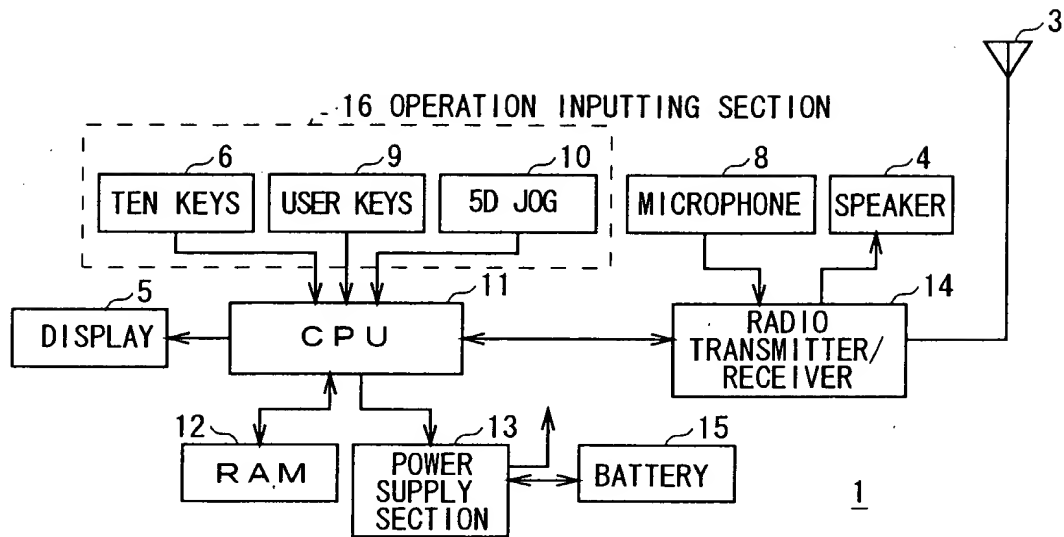 3
16 OPERATION INPUTTING SECTION
6
9
10
8
4
TEN KEYS
USER KEYS
5D JOG
MICROPHONE
SPEAKER
5
11
14
DISPLAY
CPU
RADIO
TRANSMITTER/
RECEIVER
12
13
15
RAM
POWER
SUPPLY
SECTION
BATTERY
1